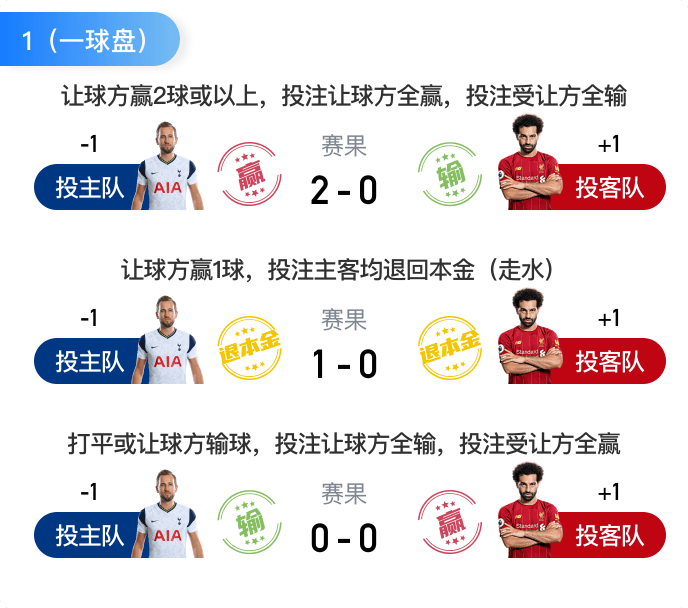 1（一球盘）
让球方赢2球或以上，投注让球方全赢，投注受让方全输
-1 赛果 +1
投主队 AIA 赢 2-0 输 Standard 投客队
让球方赢1球，投注主客均退回本金（走水）
-1 赛果 +1
投主队 AIA 退本金 1-0 退本金 Standard 投客队
打平或让球方输球，投注让球方全输，投注受让方全赢
-1 赛果 +1
投主队 AIA 输 0-0 赢 Standard 投客队